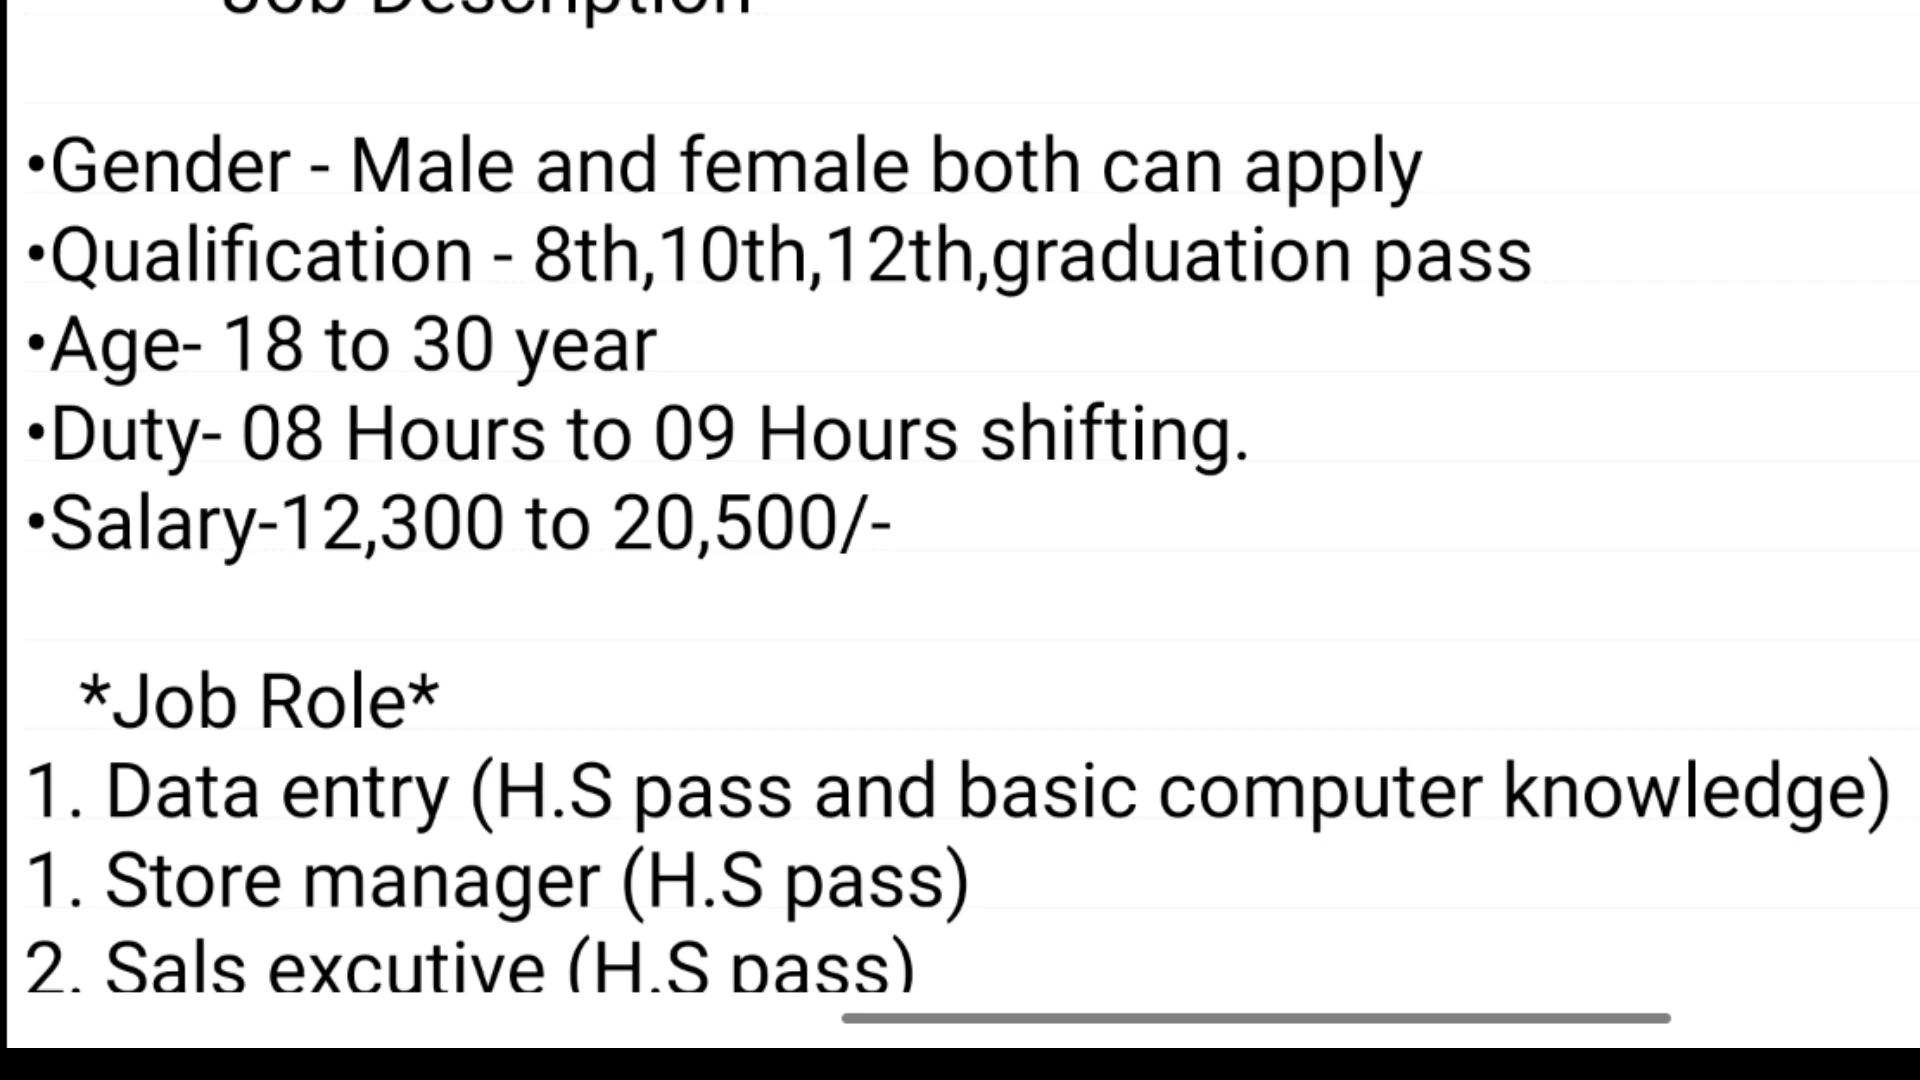 Job Description
•Gender - Male and female both can apply
•Qualification - 8th,10th,12th,graduation pass
•Age- 18 to 30 year
•Duty- 08 Hours to 09 Hours shifting.
•Salary-12,300 to 20,500/-
*Job Role*
1. Data entry (H.S pass and basic computer knowledge)
1. Store manager (H.S pass)
2. Sals excutive (H.S pass)